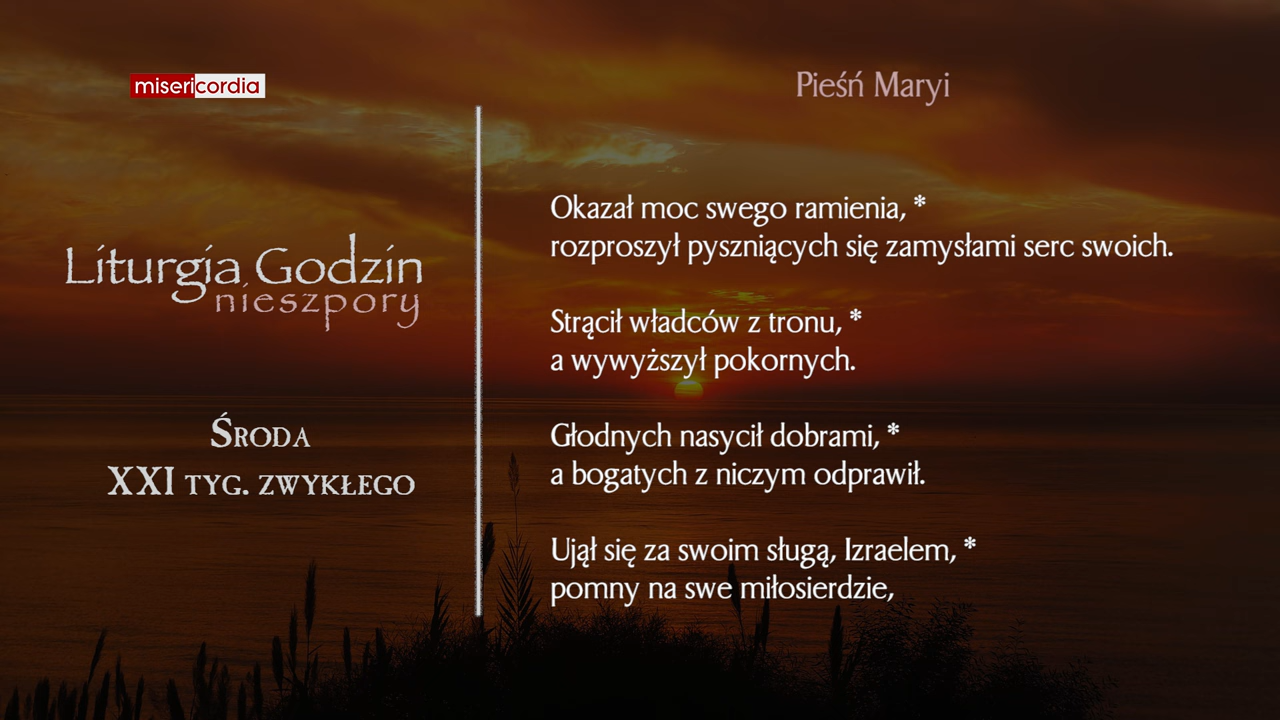 misericordia
Liturgia Godzin
nieszpory
Środa
XXI tyg. zwykłego
Pieśń Maryi
Okazał moc swego ramienia, *
rozproszył pyszniących się zamysłami serc swoich.
Strącił władców z tronu, *
a wywyższył pokornych.
Głodnych nasycił dobrami, *
a bogatych z niczym odprawił.
Ujął się za swoim sługą, Izraelem, *
pomny na swe miłosierdzie,